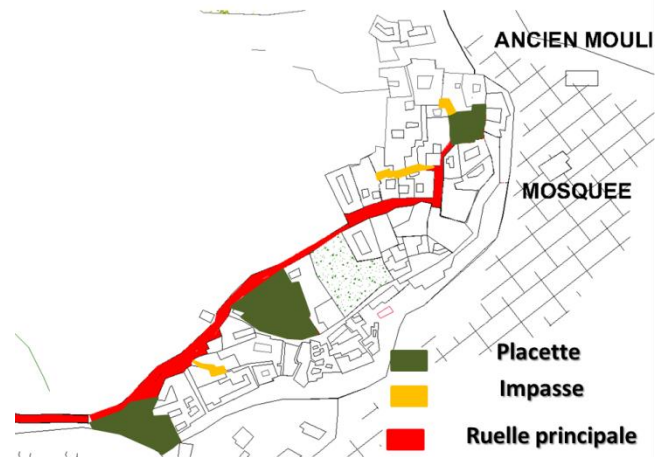 ANCIEN MOULI
MOSQUEE
Placette
Impasse
Ruelle principale